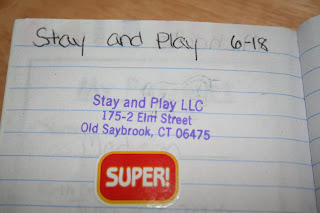 Stay and Play 6-18
Stay and Play LLC
175-2 Elm Street
Old Saybrook, CT 06475
SUPER!